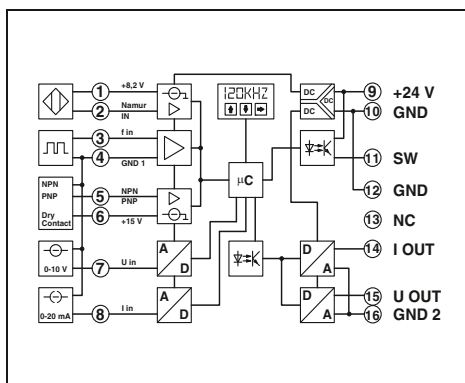 1 +8,2 V
2 Namur
IN
3 f in
4 GND 1
NPN
PNP
Dry
Contact
5 NPN
PNP
6 +15 V
0-10 V
7 U in
0-20 mA
8 I in
A
D
A
D
120KHZ
µC
DC
DC
DC
D
A
D
A
9 +24 V
10 GND
11 SW
12 GND
13 NC
14 I OUT
15 U OUT
16 GND 2